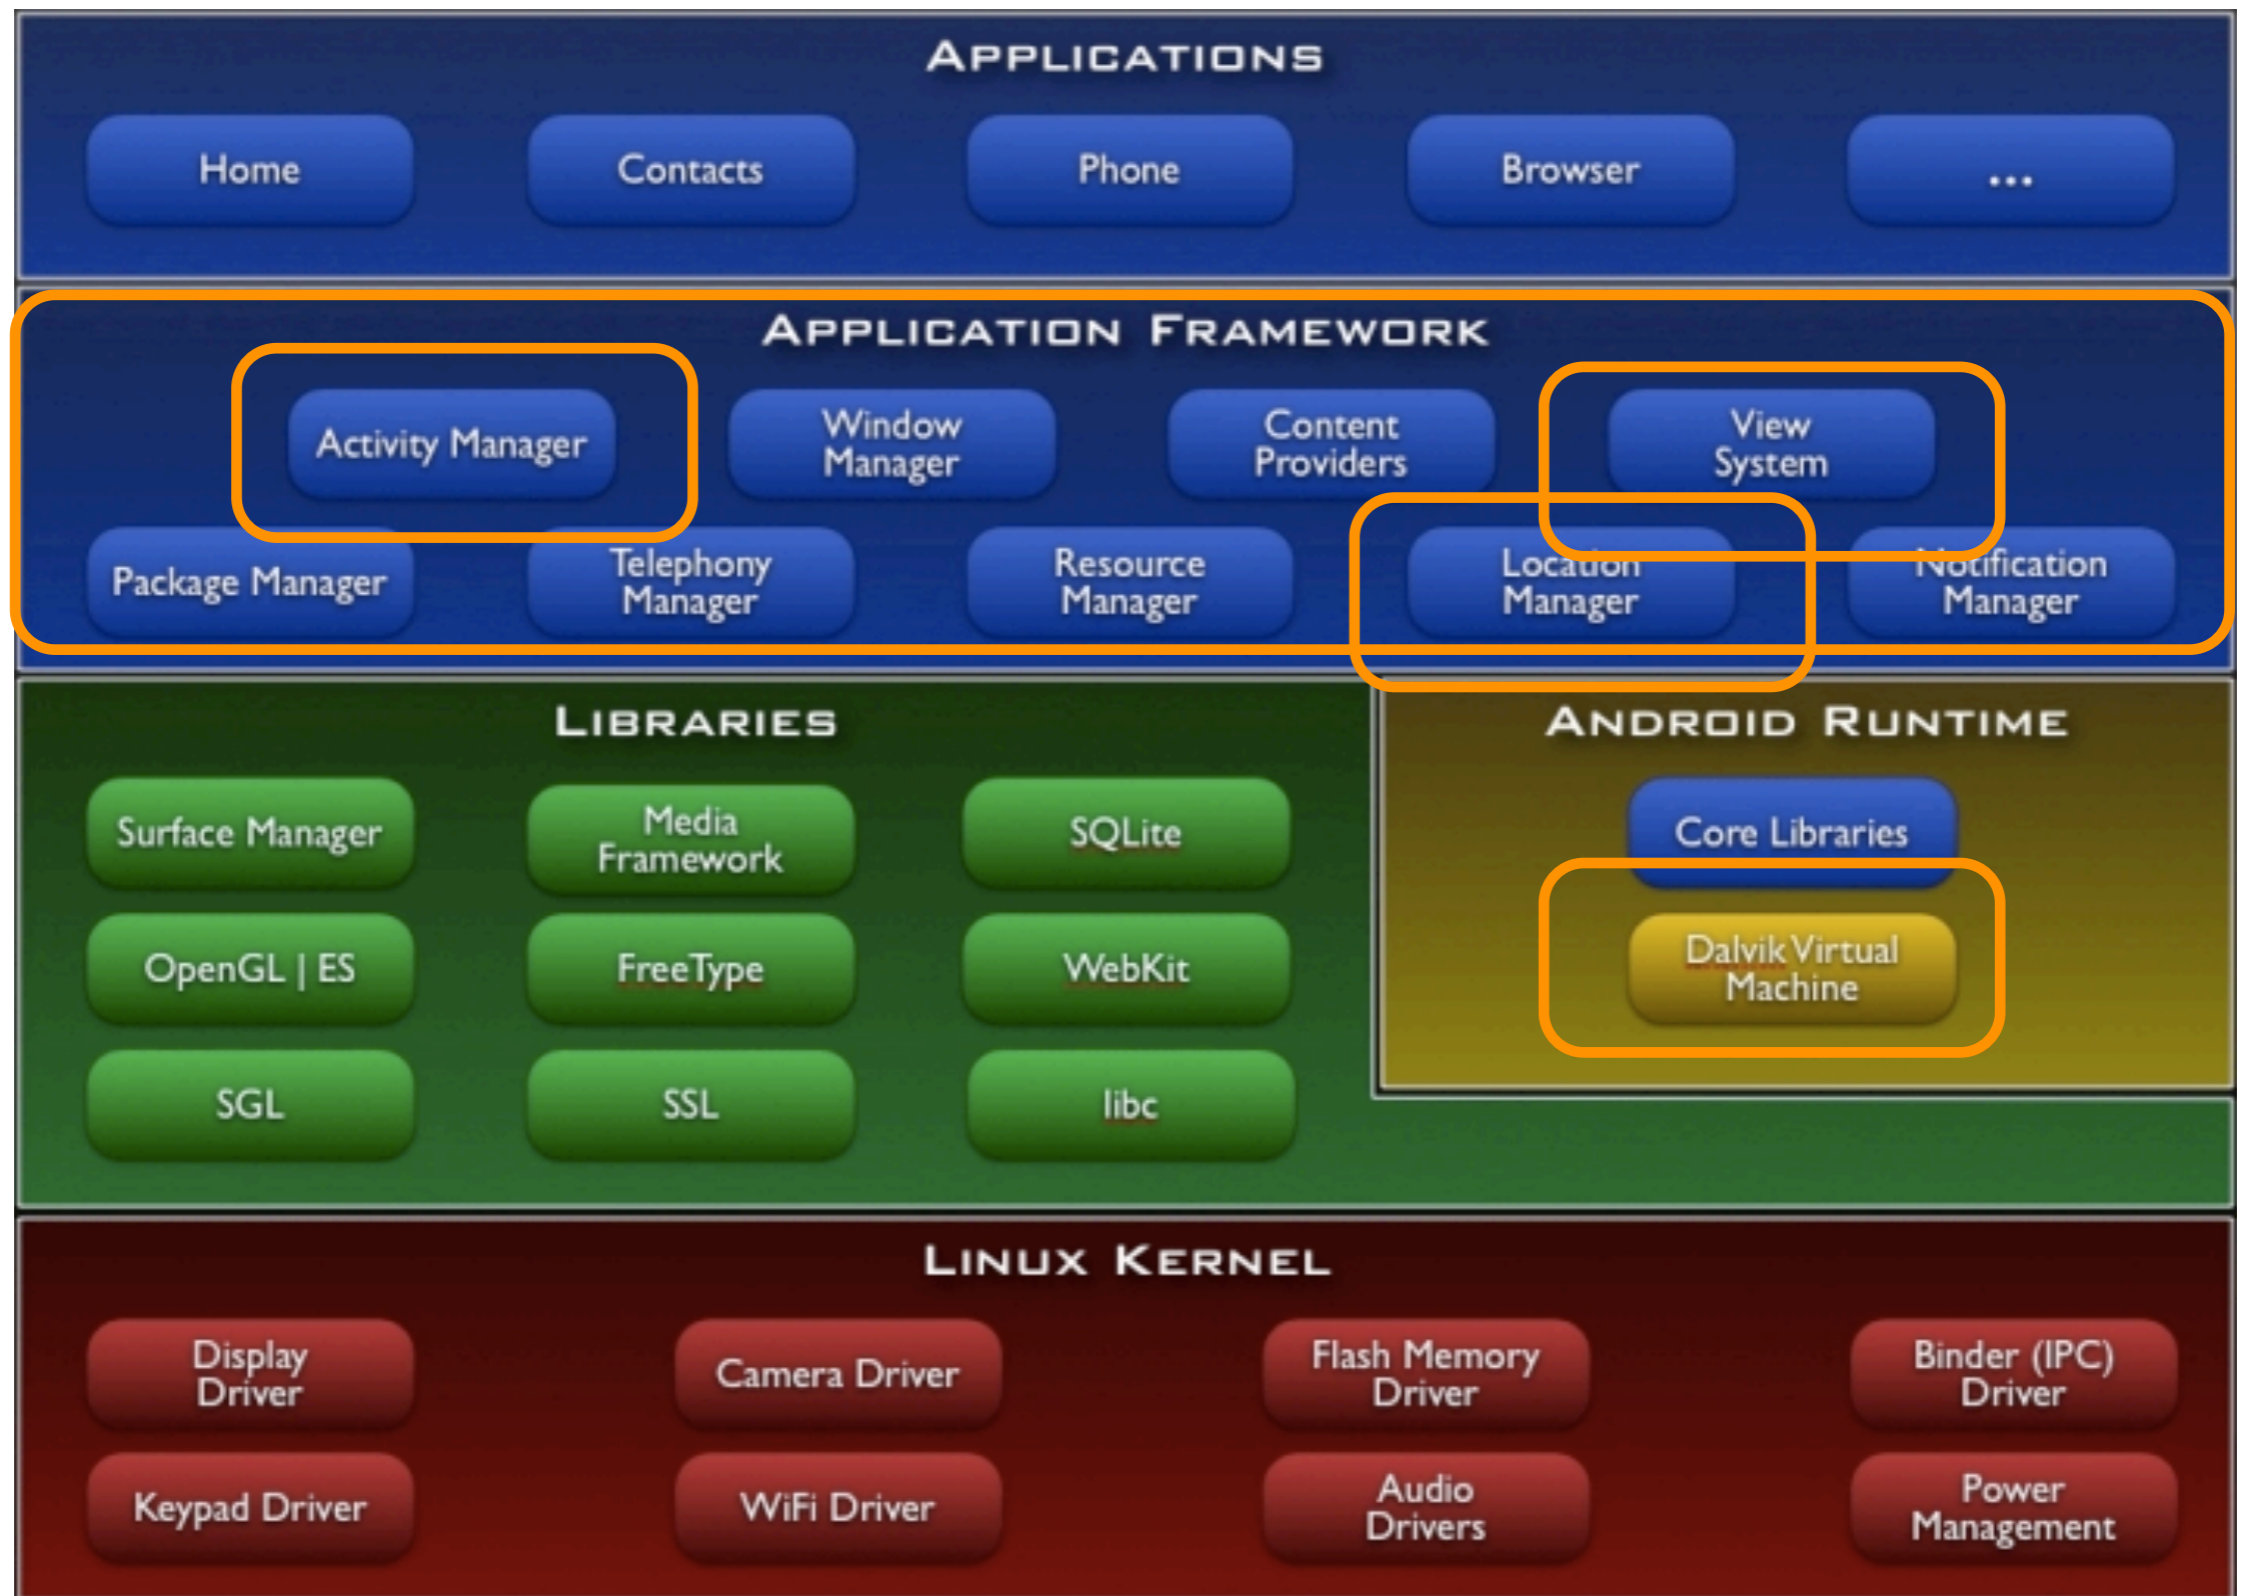 APPLICATIONS
Home
Contacts
Phone
Browser
...
APPLICATION FRAMEWORK
Activity Manager
Window
Manager
Content
Providers
View
System
Package Manager
Telephony
Manager
Resource
Manager
Location
Manager
Notification
Manager
LIBRARIES
Surface Manager
Media
Framework
SQLite
OpenGL | ES
FreeType
WebKit
SGL
SSL
libc
ANDROID RUNTIME
Core Libraries
Dalvik Virtual
Machine
LINUX KERNEL
Display
Driver
Camera Driver
Flash Memory
Driver
Binder (IPC)
Driver
Keypad Driver
WiFi Driver
Audio
Drivers
Power
Management